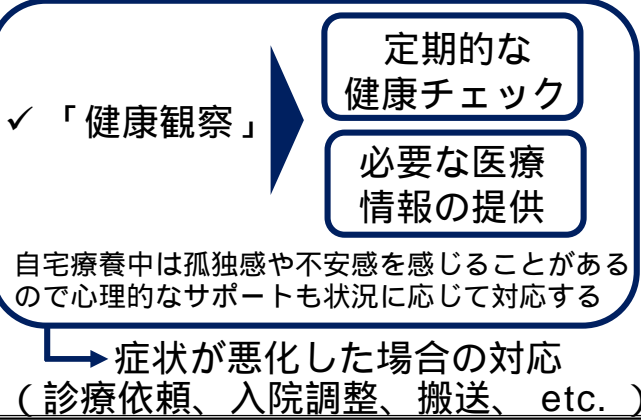 ✓ 「健康観察」
定期的な
健康チェック
必要な医療
情報の提供
自宅療養中は孤独感や不安感を感じることがある
ので心理的なサポートも状況に応じて対応する
症状が悪化した場合の対応
(診療依頼、入院調整、搬送、 etc. )